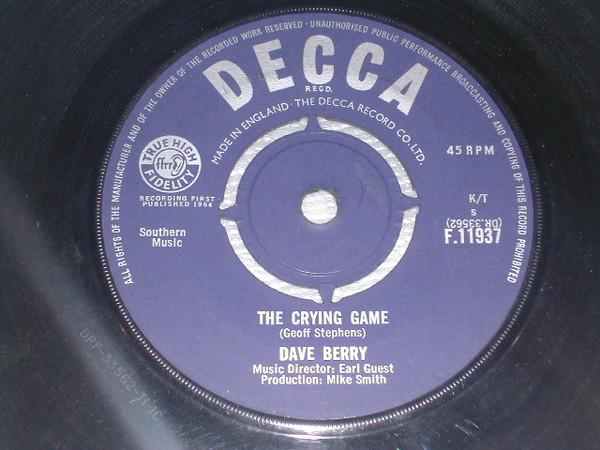 ALL RIGHTS OF THE MANUFACTURER AND OF THE OWNER OF THE RECORDED WORK RESERVED · UNAUTHORISED PUBLIC PERFORMANCE BROADCASTING AND COPYING OF THIS RECORD PROHIBITED
DECCA
REGD.
MADE IN ENGLAND · THE DECCA RECORD CO. LTD.
TRUE HIGH
ffrr
FIDELITY
RECORDING FIRST
PUBLISHED 1964
Southern
Music
45 RPM
K/T
S
(DR.33562)
F.11937
THE CRYING GAME
(Geoff Stephens)
DAVE BERRY
Music Director: Earl Guest
Production: Mike Smith